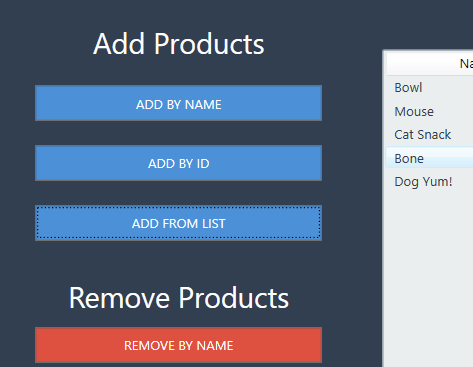 Add Products
ADD BY NAME
ADD BY ID
ADD FROM LIST
Remove Products
REMOVE BY NAME
Bowl
Mouse
Cat Snack
Bone
Dog Yum!